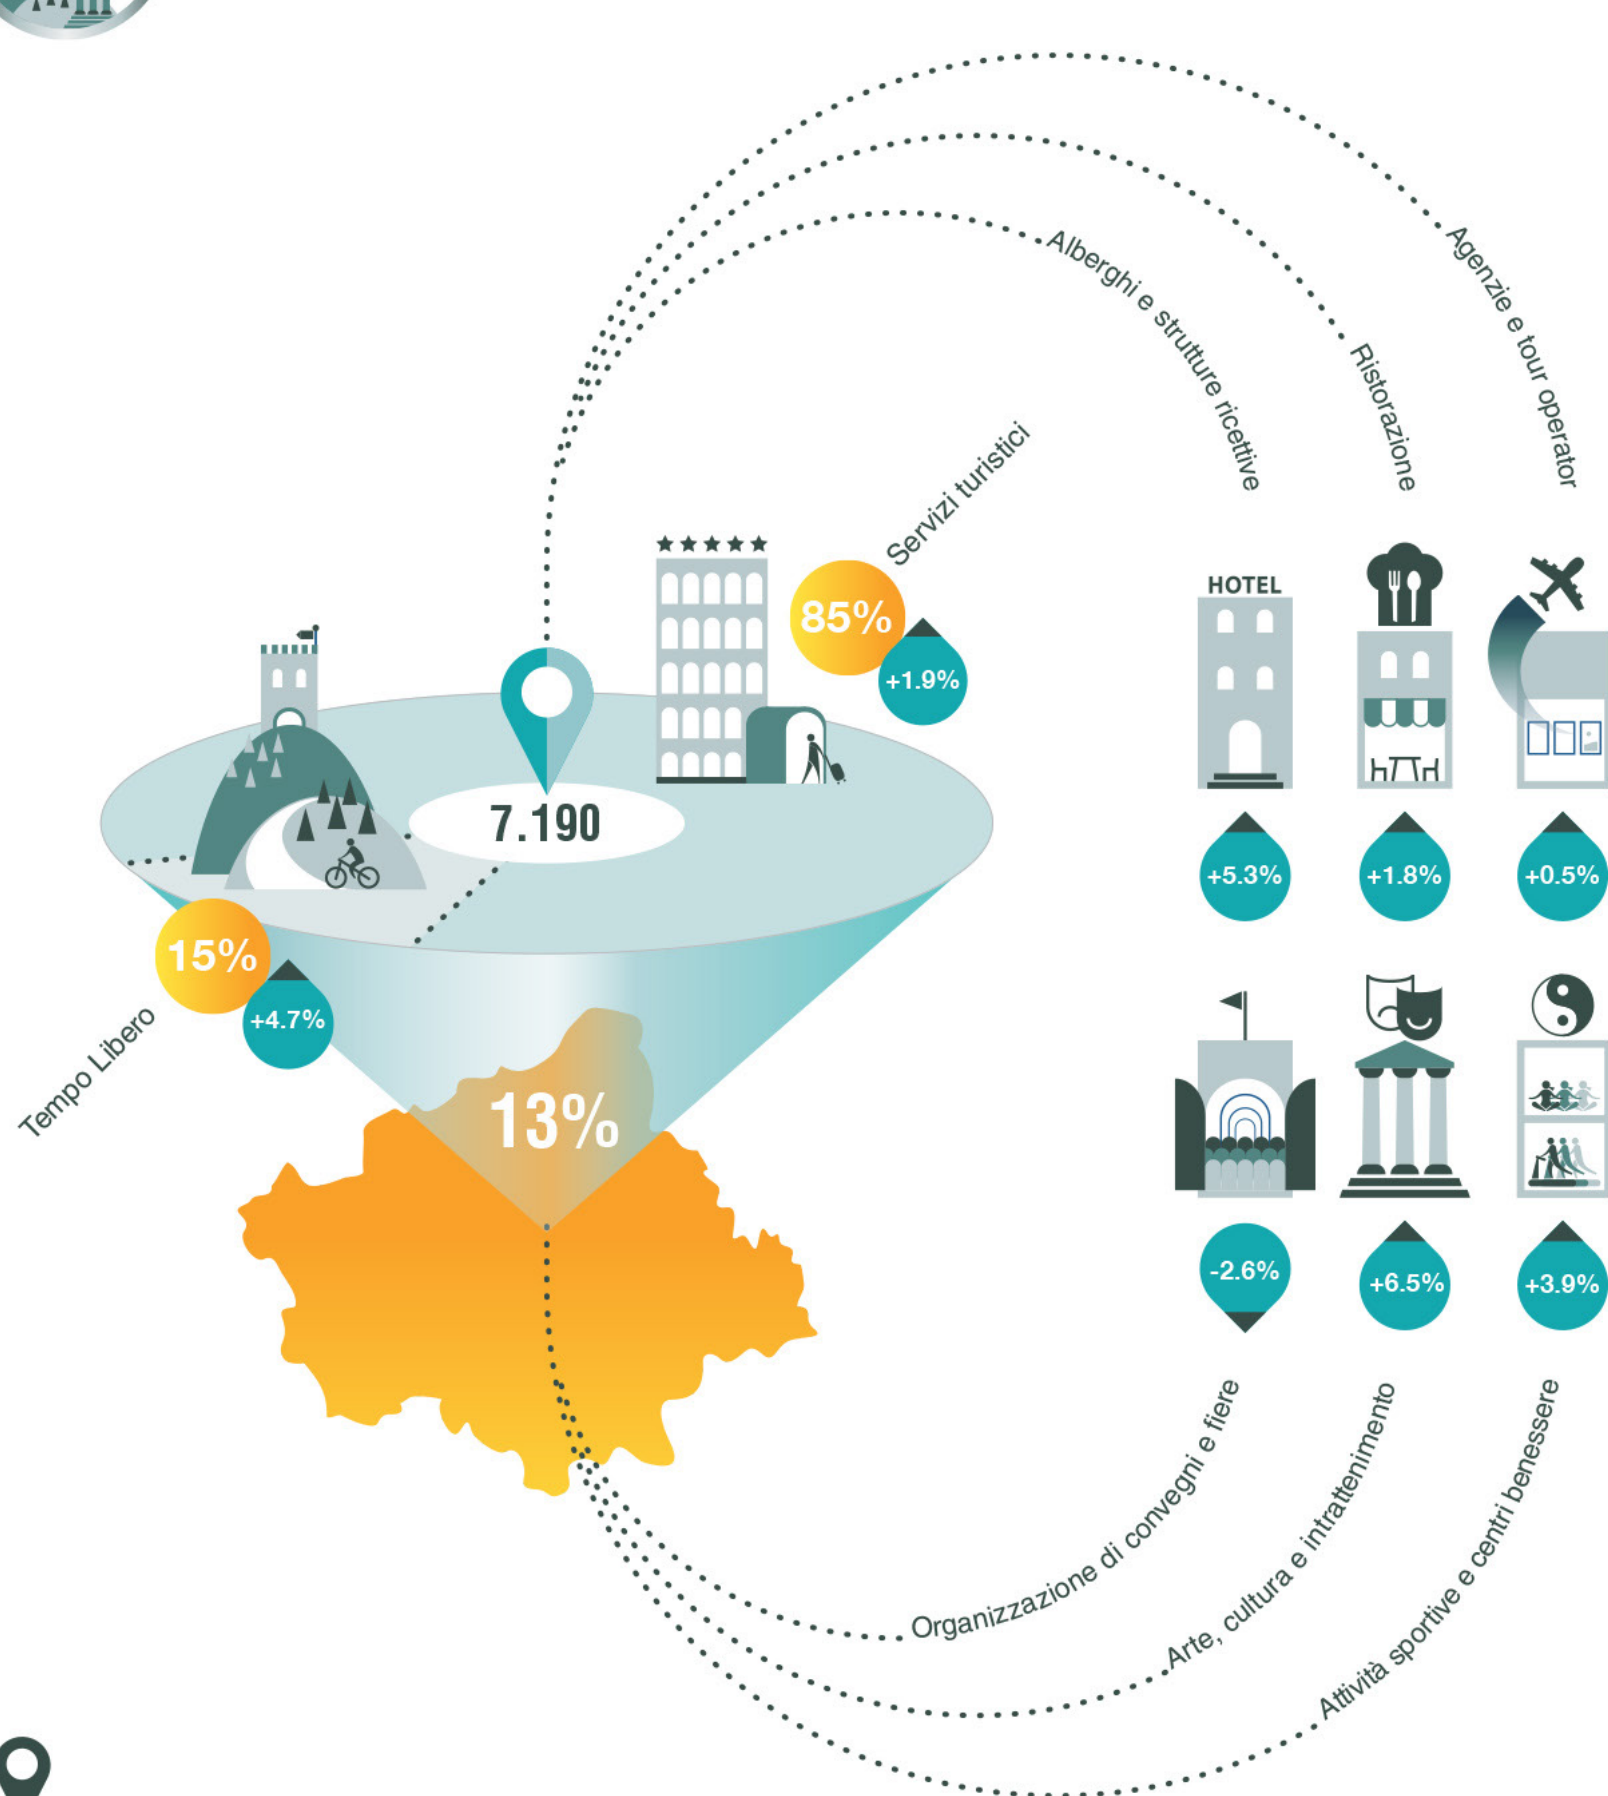 Agenzie e tour operator
Ristorazione
Alberghi e strutture ricettive
Servizi turistici
85%
+1.9%
HOTEL
7.190
+5.3%
+1.8%
+0.5%
15%
+4.7%
Tempo Libero
13%
-2.6%
+6.5%
+3.9%
Organizzazione di convegni e fiere
Arte, cultura e intrattenimento
Attività sportive e centri benessere